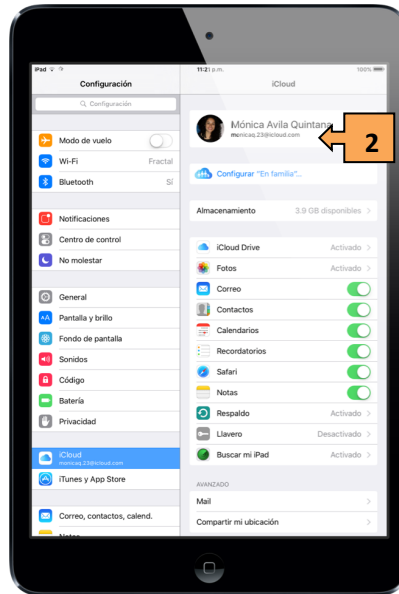 iPad
11:21 p.m.
100%
Configuración
iCloud
Configuración
Modo de vuelo
Wi-Fi Fractal
Bluetooth Sí
Notificaciones
Centro de control
No molestar
General
AA Pantalla y brillo
Fondo de pantalla
Sonidos
Código
Batería
Privacidad
iCloud
monicaq.23@icloud.com
iTunes y App Store
Correo, contactos, calend.
Notas
Mónica Avila Quintana
monicaq.23@icloud.com
2
Configurar "En familia"...
Almacenamiento 3.9 GB disponibles
iCloud Drive Activado
Fotos Activado
Correo
Contactos
Calendarios
Recordatorios
Safari
Notas
Respaldo Activado
Llavero Desactivado
Buscar mi iPad Activado
AVANZADO
Mail
Compartir mi ubicación